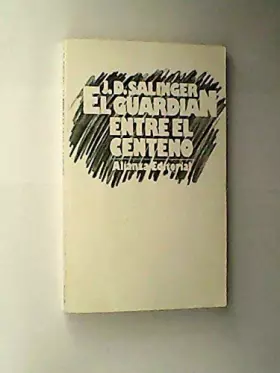 J.D. SALINGER
EL GUARDIAN
ENTRE EL
CENTENO
Alianza Editorial